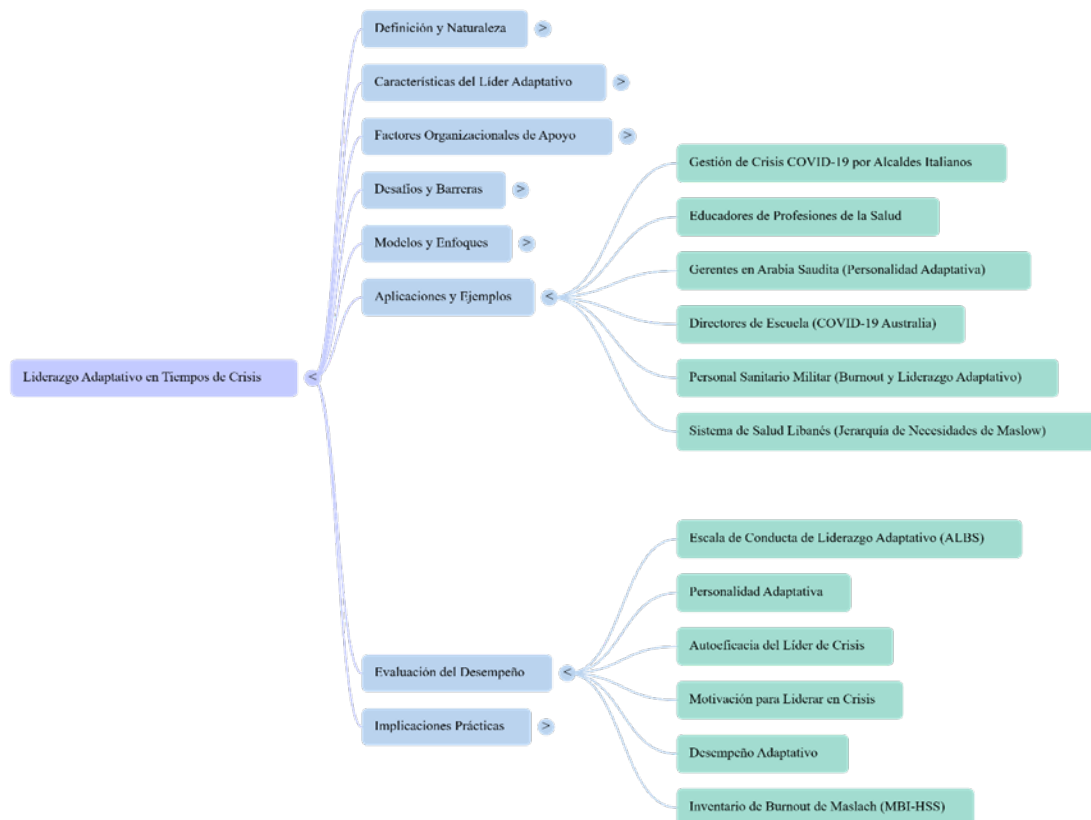 Definición y Naturaleza >
Características del Líder Adaptativo >
Factores Organizacionales de Apoyo >
Desafíos y Barreras >
Modelos y Enfoques >
Aplicaciones y Ejemplos <
Gestión de Crisis COVID-19 por Alcaldes Italianos
Educadores de Profesiones de la Salud
Gerentes en Arabia Saudita (Personalidad Adaptativa)
Directores de Escuela (COVID-19 Australia)
Personal Sanitario Militar (Burnout y Liderazgo Adaptativo)
Sistema de Salud Libanés (Jerarquía de Necesidades de Maslow)
Liderazgo Adaptativo en Tiempos de Crisis <
Escala de Conducta de Liderazgo Adaptativo (ALBS)
Personalidad Adaptativa
Autoeficacia del Líder de Crisis
Evaluación del Desempeño <
Motivación para Liderar en Crisis
Implicaciones Prácticas >
Desempeño Adaptativo
Inventario de Burnout de Maslach (MBI-HSS)